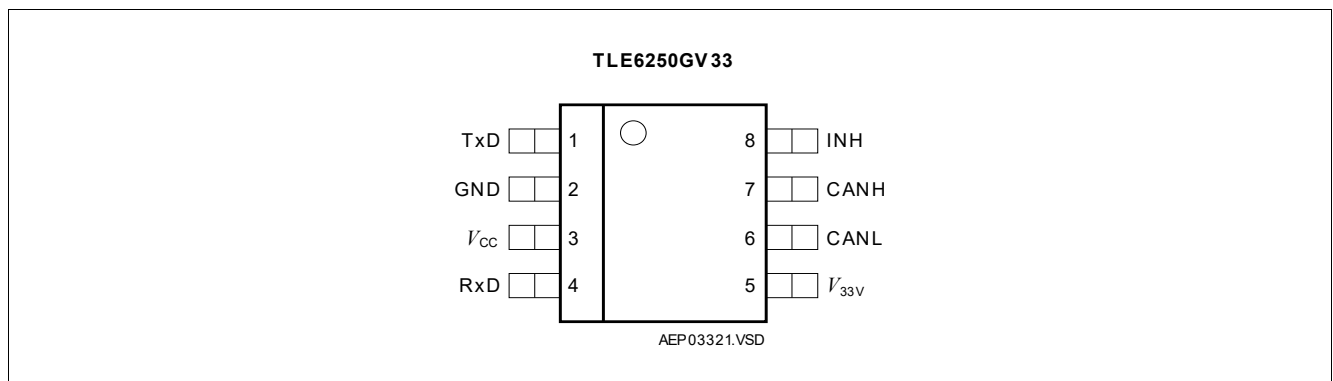 TLE6250GV33
TxD 1 8 INH
GND 2 7 CANH
VCC 3 6 CANL
RxD 4 5 V33V
AEP03321.VSD